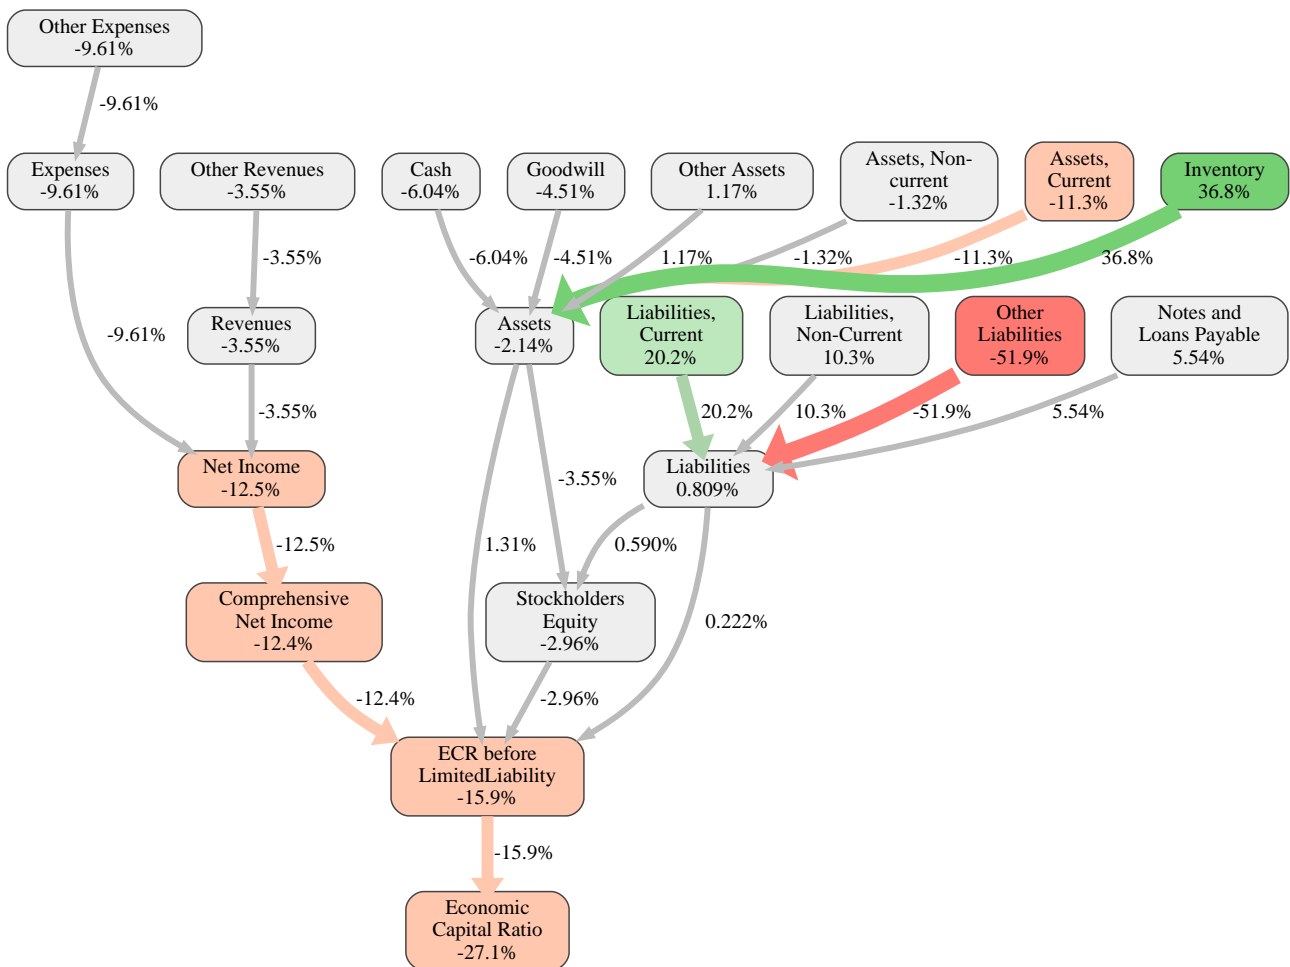 Other Expenses
-9.61%
-9.61%
Expenses
-9.61%
Other Revenues
-3.55%
Cash
-6.04%
Goodwill
-4.51%
Other Assets
1.17%
Assets, Non-
current
-1.32%
Assets,
Current
-11.3%
Inventory
36.8%
-3.55%
-6.04%
-4.51%
1.17%
-1.32%
-11.3%
36.8%
-9.61%
Revenues
-3.55%
Assets
-2.14%
Liabilities,
Current
20.2%
Liabilities,
Non-Current
10.3%
Other
Liabilities
-51.9%
Notes and
Loans Payable
5.54%
-3.55%
20.2%
10.3%
-51.9%
5.54%
Net Income
-12.5%
-3.55%
Liabilities
0.809%
-12.5%
1.31%
0.590%
Comprehensive
Net Income
-12.4%
Stockholders
Equity
-2.96%
0.222%
-12.4%
-2.96%
ECR before
LimitedLiability
-15.9%
-15.9%
Economic
Capital Ratio
-27.1%